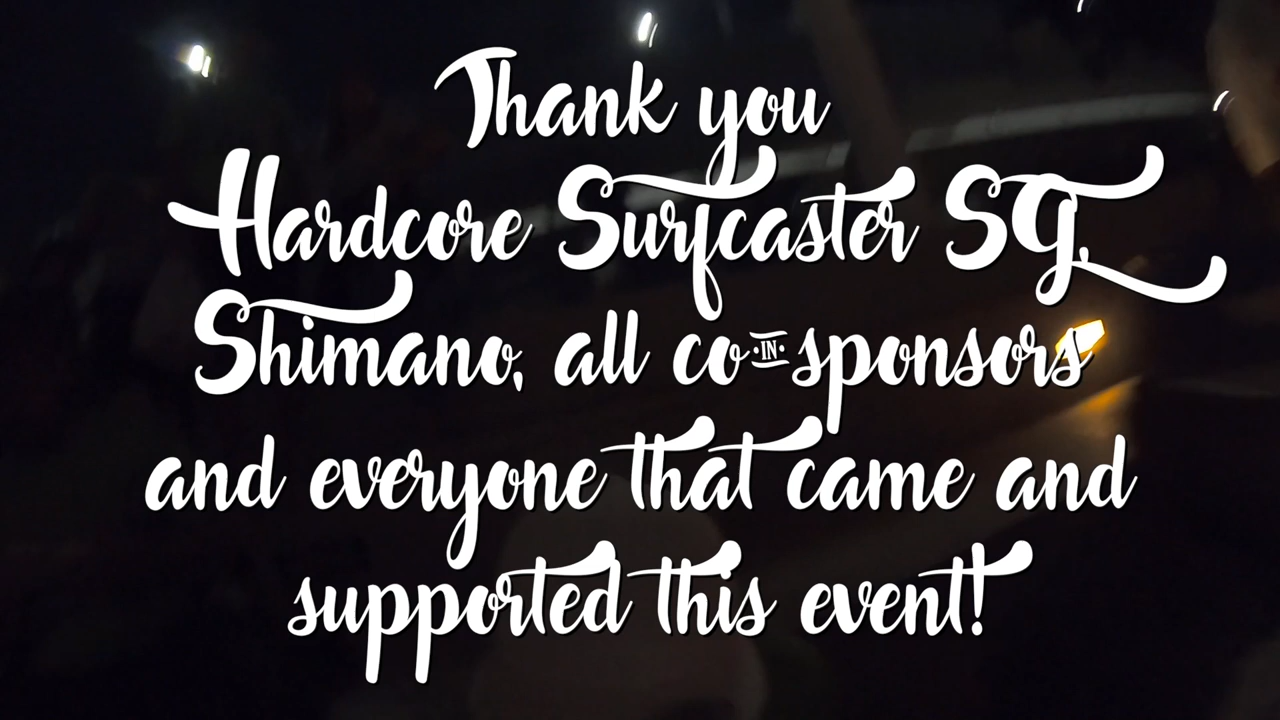 Thank you
Hardcore Surfcaster SG,
Shimano, all co-sponsors
and everyone that came and
supported this event!